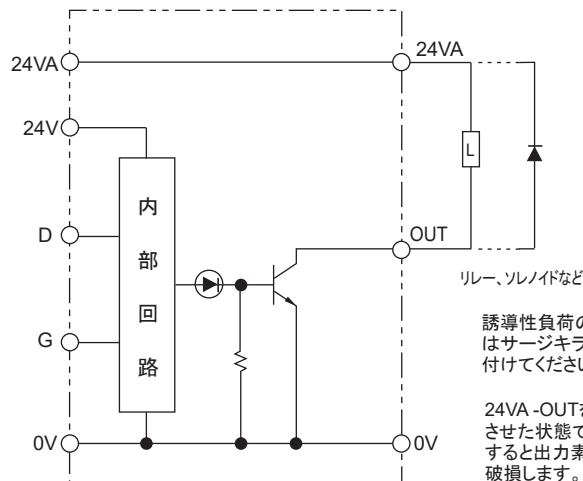 24VA
24VA
24V
L
内部回路
D
OUT
リレー、ソレノイドなど
G
誘導性負荷の
はサージキラ
付けてください
24VA-OUTを
させた状態で
すると出力素
破損します。
0V
0V